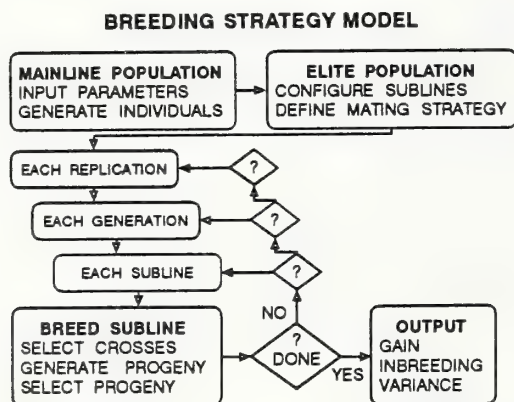 BREEDING STRATEGY MODEL
MAINLINE POPULATION
INPUT PARAMETERS
GENERATE INDIVIDUALS
ELITE POPULATION
CONFIGURE SUBLINES
DEFINE MATING STRATEGY
EACH REPLICATION
?
EACH GENERATION
?
EACH SUBLINE
?
BREED SUBLINE
SELECT CROSSES
GENERATE PROGENY
SELECT PROGENY
NO
?
DONE
YES
OUTPUT
GAIN
INBREEDING
VARIANCE